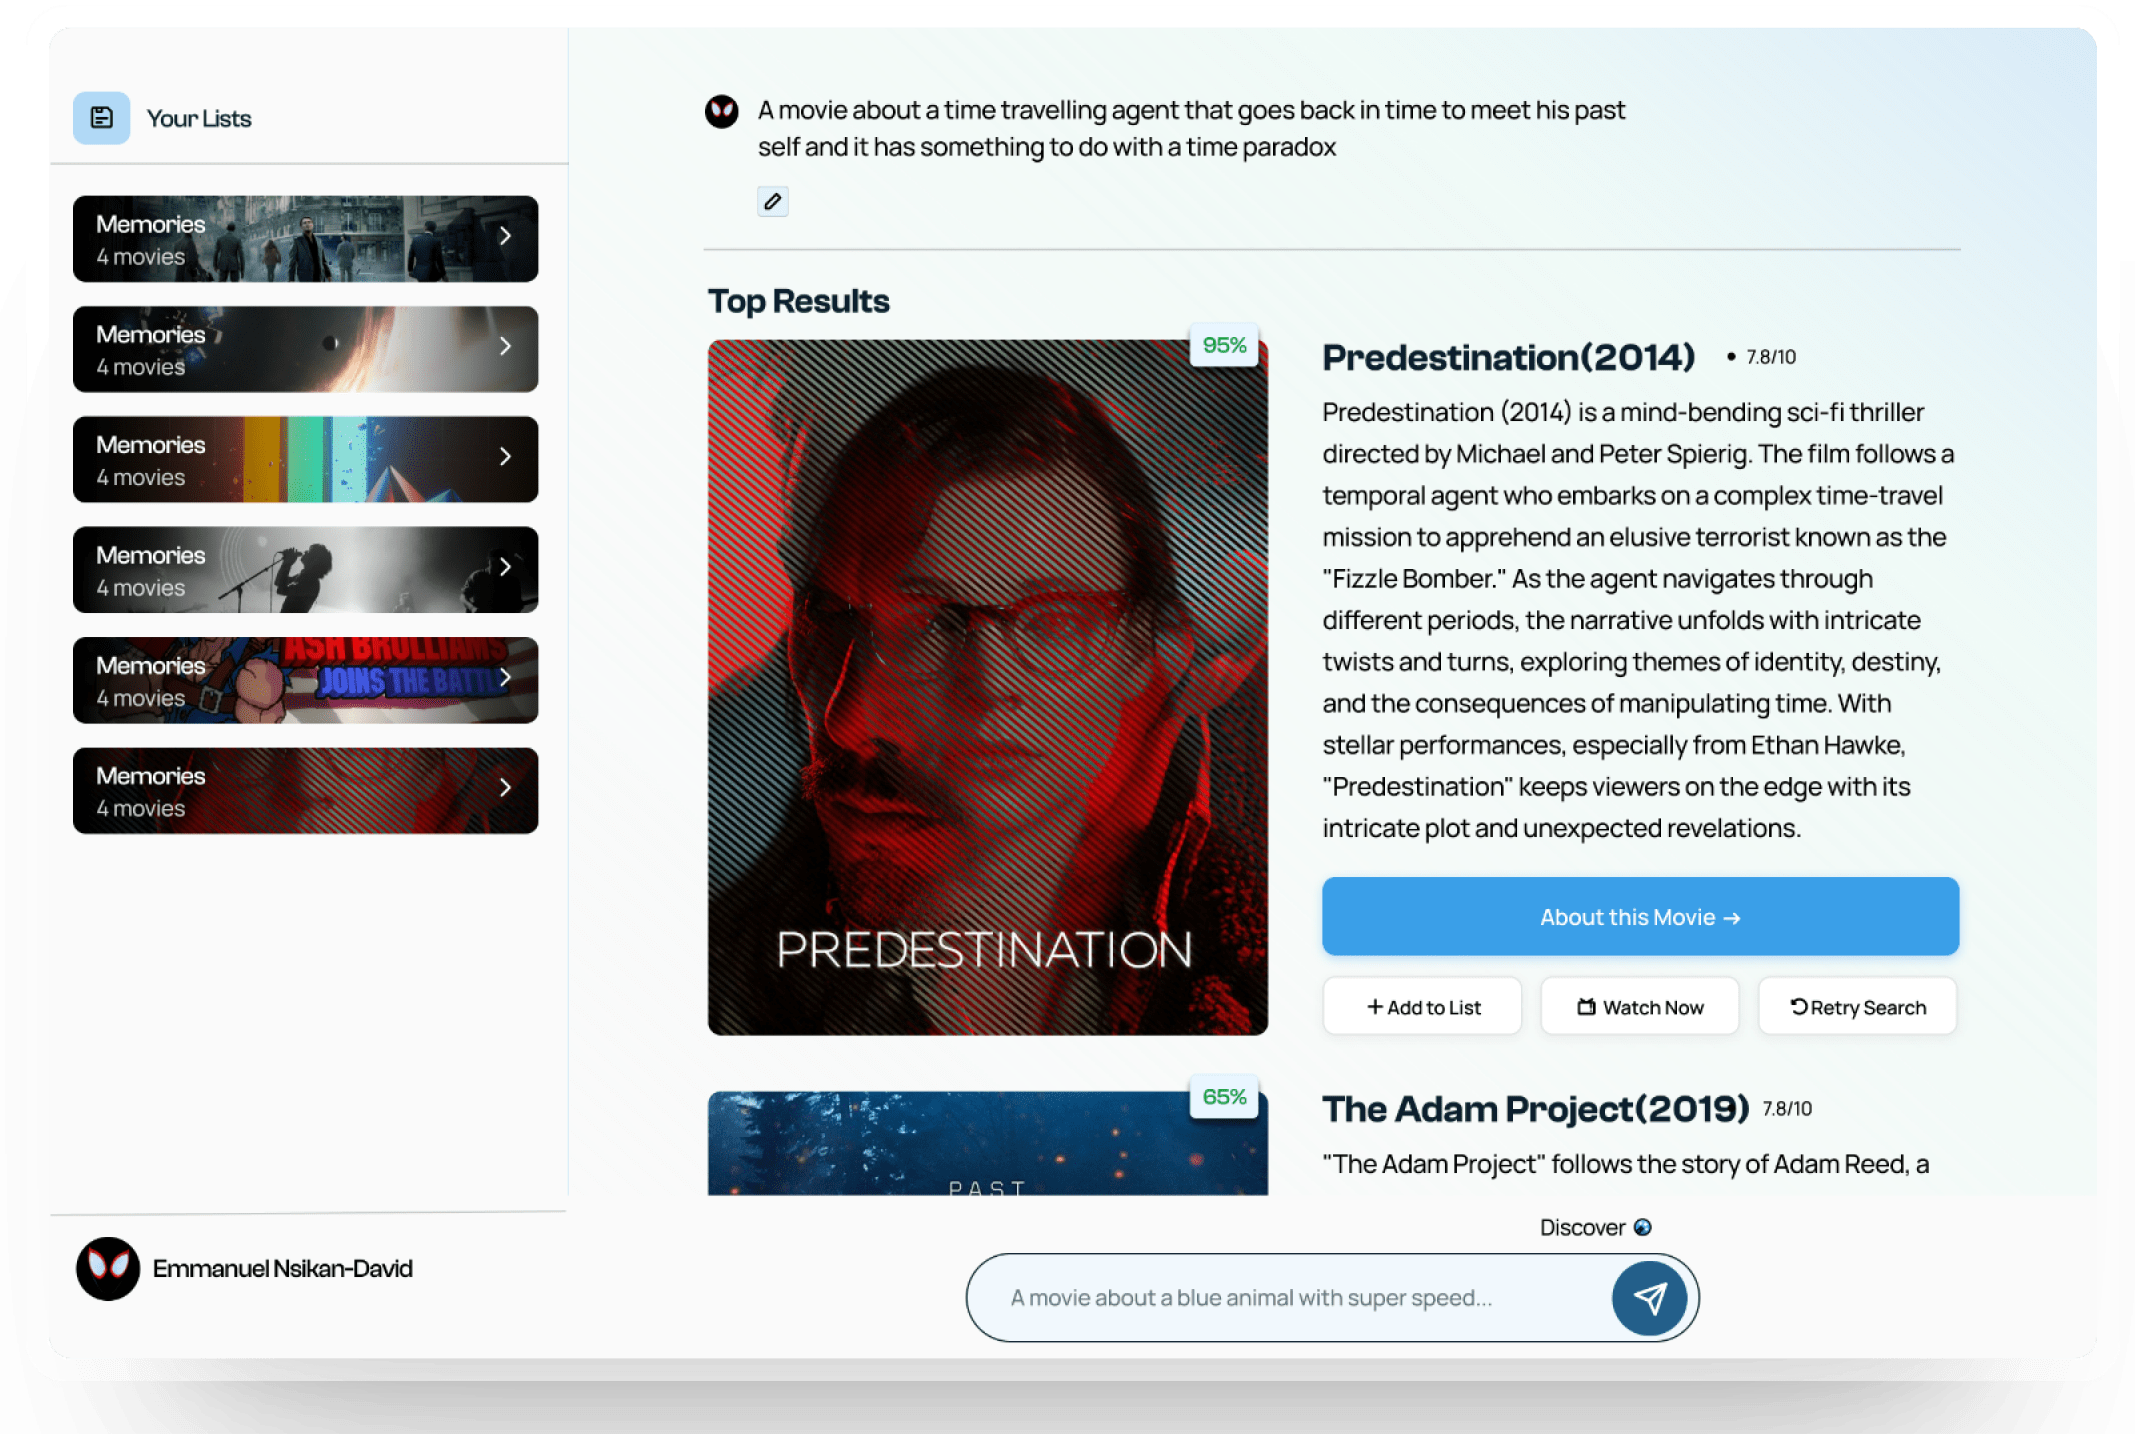 Your Lists
Memories
4 movies
Memories
4 movies
Memories
4 movies
Memories
4 movies
Memories
4 movies
ASH BRULLIAMS
JOINS THE BATTLE
Memories
4 movies
Emmanuel Nsikan-David
A movie about a time travelling agent that goes back in time to meet his past
self and it has something to do with a time paradox
Top Results
95%
PREDESTINATION
Predestination(2014) • 7.8/10
Predestination (2014) is a mind-bending sci-fi thriller
directed by Michael and Peter Spierig. The film follows a
temporal agent who embarks on a complex time-travel
mission to apprehend an elusive terrorist known as the
"Fizzle Bomber." As the agent navigates through
different periods, the narrative unfolds with intricate
twists and turns, exploring themes of identity, destiny,
and the consequences of manipulating time. With
stellar performances, especially from Ethan Hawke,
"Predestination" keeps viewers on the edge with its
intricate plot and unexpected revelations.
About this Movie →
+ Add to List
Watch Now
Retry Search
65%
PAST
The Adam Project(2019) 7.8/10
"The Adam Project" follows the story of Adam Reed, a
Discover
A movie about a blue animal with super speed...